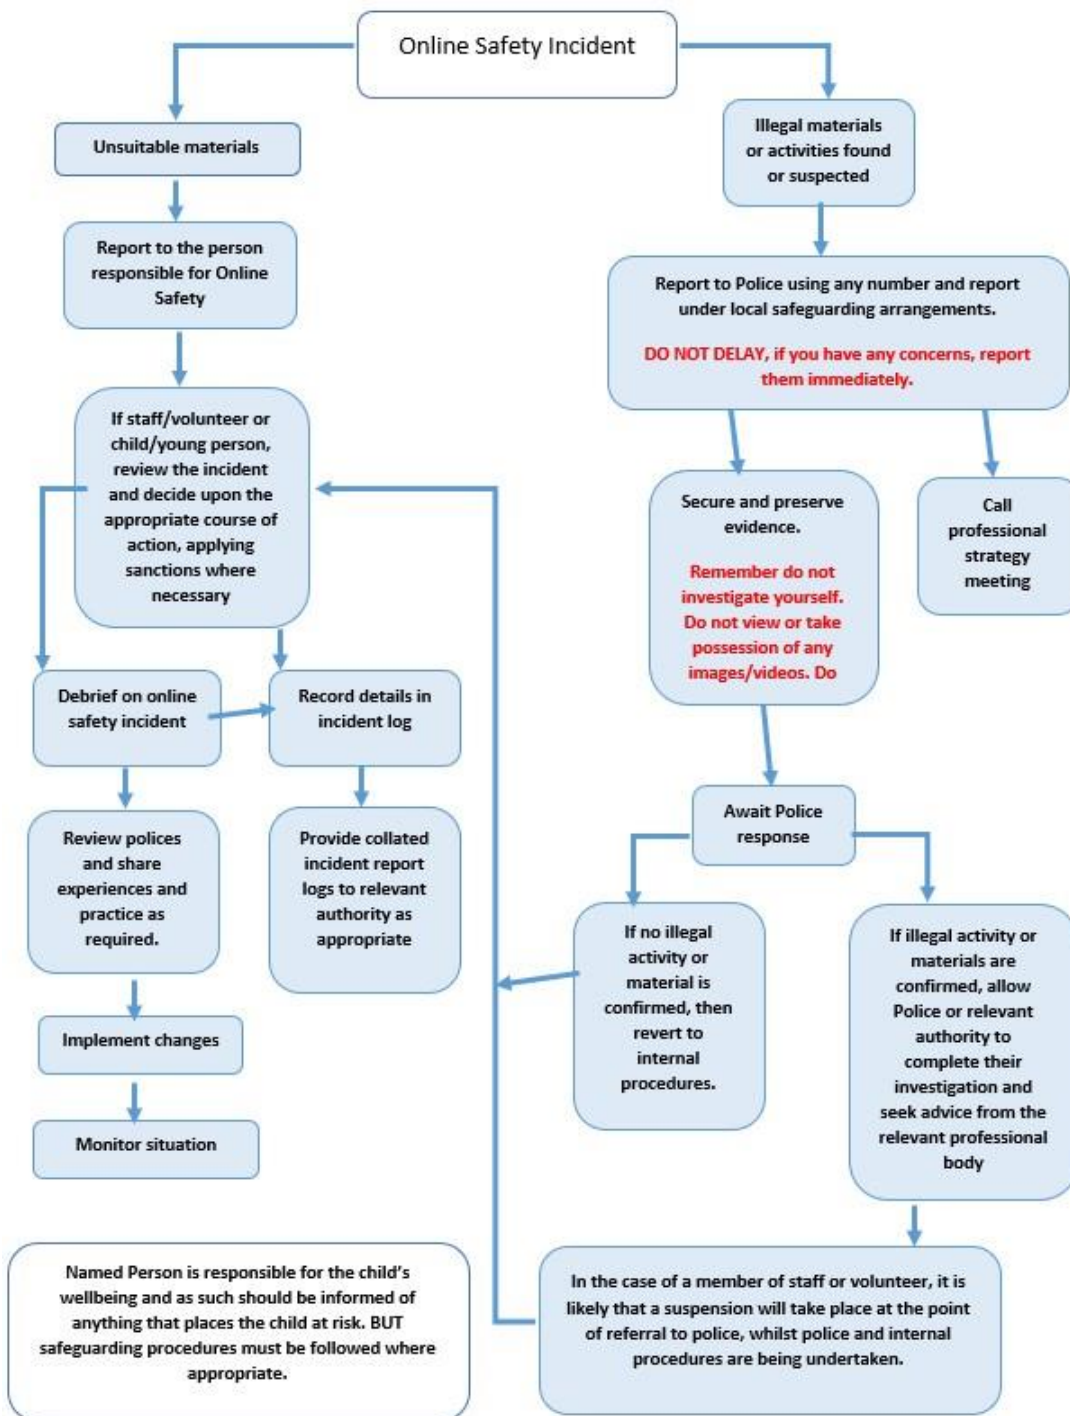 Online Safety Incident
Unsuitable materials
Illegal materials
or activities found
or suspected
Report to the person
responsible for Online
Safety
Report to Police using any number and report
under local safeguarding arrangements.
DO NOT DELAY, if you have any concerns, report
them immediately.
If staff/volunteer or
child/young person,
review the incident
and decide upon the
appropriate course of
action, applying
sanctions where
necessary
Secure and preserve
evidence.
Remember do not
investigate yourself.
Do not view or take
possession of any
images/videos. Do
Call
professional
strategy
meeting
Debrief on online
safety incident
Record details in
incident log
Review polices
and share
experiences and
practice as
required.
Provide collated
incident report
logs to relevant
authority as
appropriate
Await Police
response
If no illegal
activity or
material is
confirmed, then
revert to
internal
procedures.
If illegal activity or
materials are
confirmed, allow
Police or relevant
authority to
complete their
investigation and
seek advice from the
relevant professional
body
Implement changes
Monitor situation
Named Person is responsible for the child's
wellbeing and as such should be informed of
anything that places the child at risk. BUT
safeguarding procedures must be followed where
appropriate.
In the case of a member of staff or volunteer, it is
likely that a suspension will take place at the point
of referral to police, whilst police and internal
procedures are being undertaken.